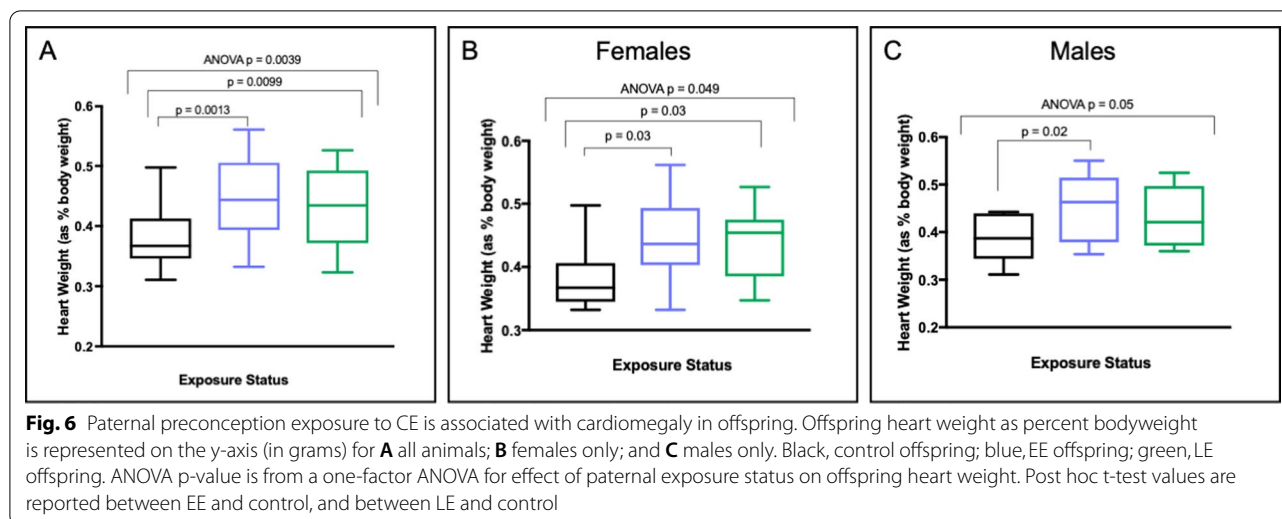 A
ANOVA p = 0.0039
p = 0.0099
p = 0.0013
0.6
0.5
0.4
0.3
0.2
Heart Weight (as % body weight)
Exposure Status
B
Females
ANOVA p = 0.049
p = 0.03
p = 0.03
0.6
0.5
0.4
0.3
Heart Weight (as % body weight)
Exposure Status
C
Males
ANOVA p = 0.05
p = 0.02
0.6
0.5
0.4
0.3
0.2
Heart Weight (as % body weight)
Exposure Status
Fig. 6 Paternal preconception exposure to CE is associated with cardiomegaly in offspring. Offspring heart weight as percent bodyweight
is represented on the y-axis (in grams) for A all animals; B females only; and C males only. Black, control offspring; blue, EE offspring; green, LE
offspring. ANOVA p-value is from a one-factor ANOVA for effect of paternal exposure status on offspring heart weight. Post hoc t-test values are
reported between EE and control, and between LE and control